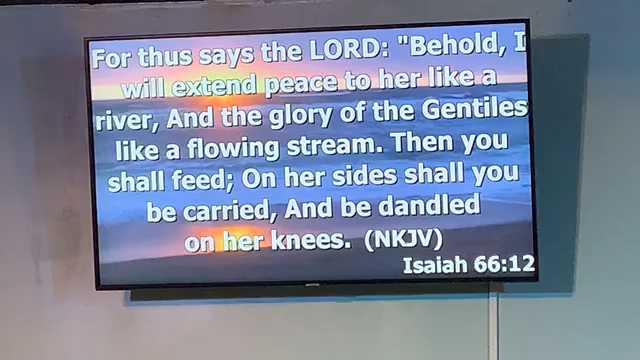 For thus says the LORD: "Behold, I
will extend peace to her like a
river, And the glory of the Gentiles
like a flowing stream. Then you
shall feed; On her sides shall you
be carried, And be dandled
on her knees. (NKJV)
Isaiah 66:12